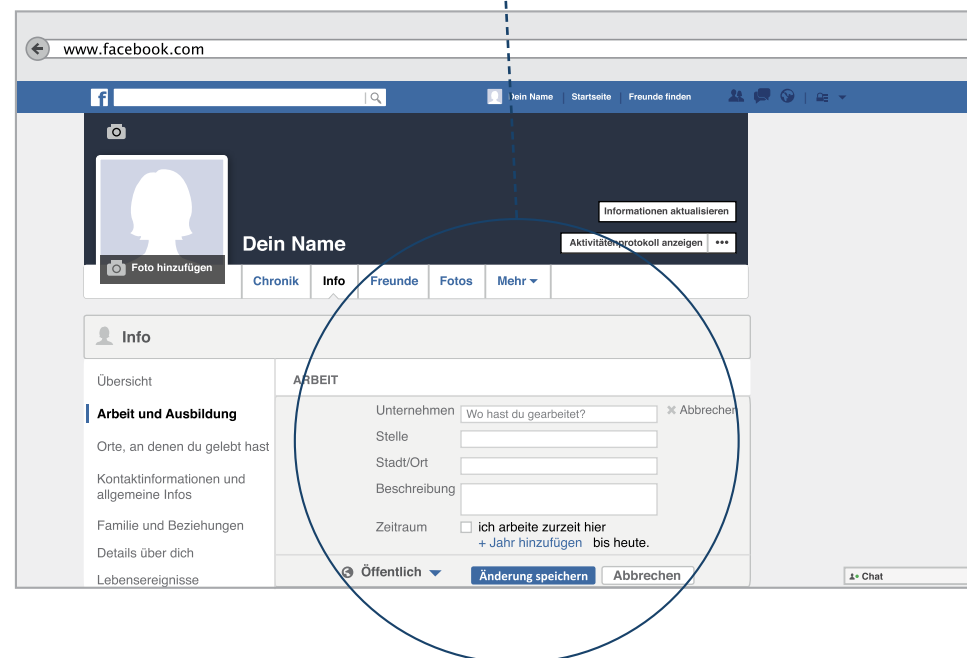 www.facebook.com
f
Dein Name Startseite Freunde finden
Informationen aktualisieren
Dein Name
Aktivitätenprotokoll anzeigen •••
Foto hinzufügen
Chronik Info Freunde Fotos Mehr
Info
Übersicht
Arbeit und Ausbildung
Orte, an denen du gelebt hast
Kontaktinformationen und
allgemeine Infos
Familie und Beziehungen
Details über dich
Lebensereignisse
ARBEIT
Unternehmen Wo hast du gearbeitet? Abbrechen
Stelle
Stadt/Ort
Beschreibung
Zeitraum ich arbeite zurzeit hier
+ Jahr hinzufügen bis heute.
Öffentlich Änderung speichern Abbrechen
Chat